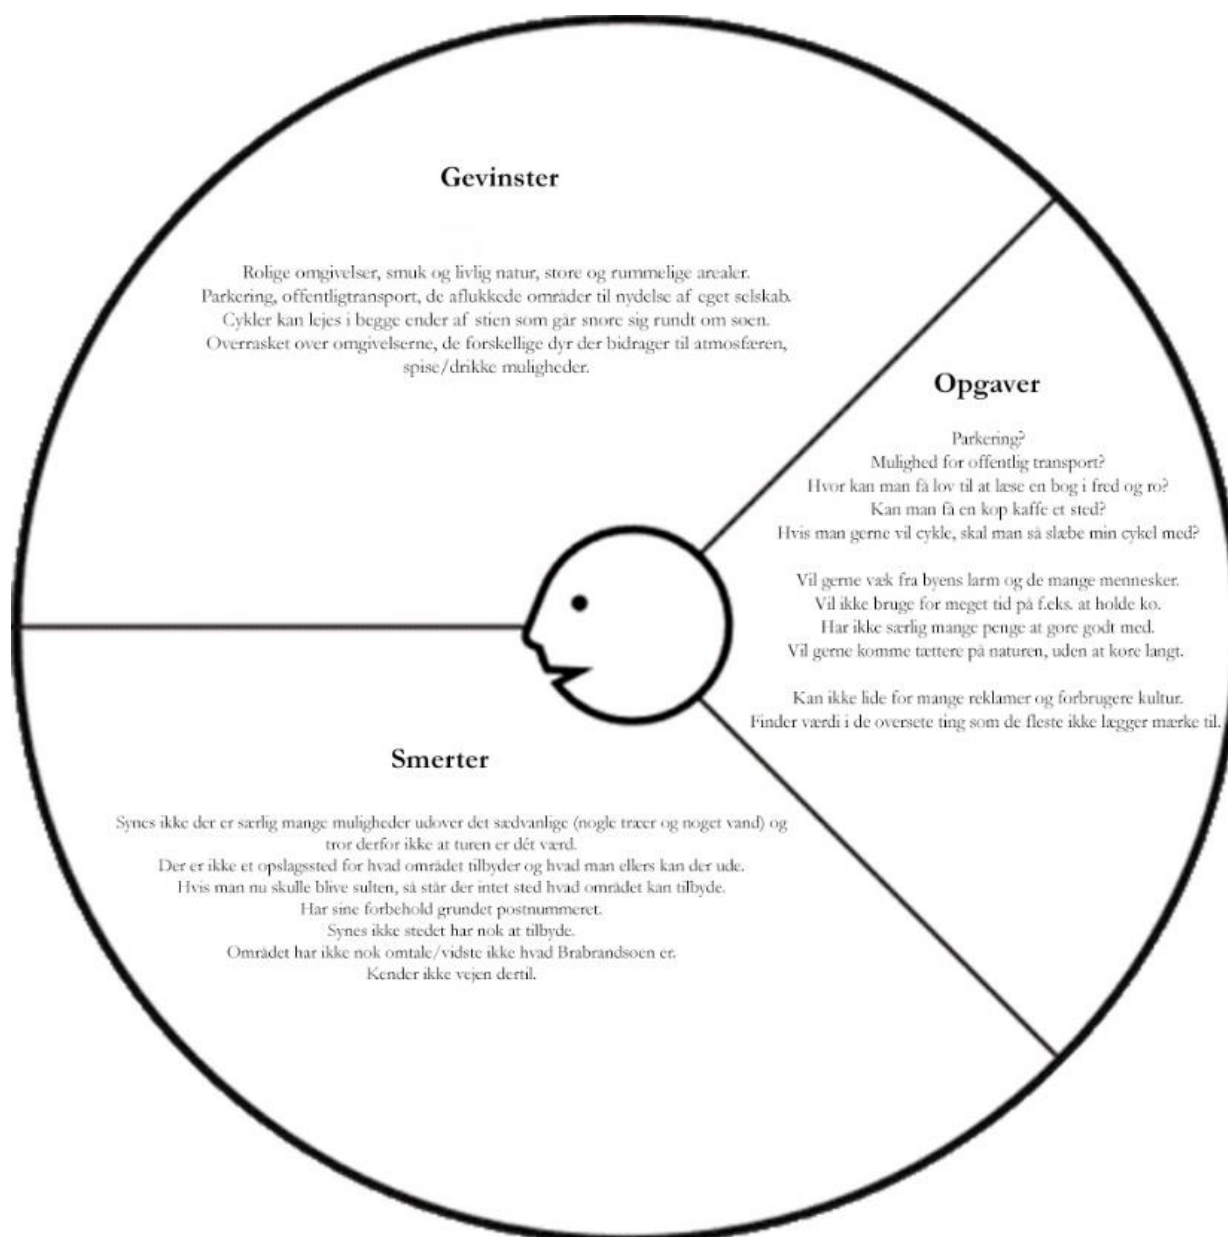 Gevinster
Rolige omgivelser, smuk og livlig natur, store og rummelige arealer.
Parkering, offentligtransport, de aflukkede områder til nydelse af eget selskab.
Cykler kan lejes i begge ender af stien som går snore sig rundt om soen.
Overrasket over omgivelserne, de forskellige dyr der bidrager til atmosfæren,
spise/drikke muligheder.
Opgaver
Parkering?
Mulighed for offentlig transport?
Hvor kan man få lov til at læse en bog i fred og ro?
Kan man få en kop kaffe et sted?
Hvis man gerne vil cykle, skal man så slæbe min cykel med?
Vil gerne væk fra byens larm og de mange mennesker.
Vil ikke bruge for meget tid på f.eks. at holde ko.
Har ikke særlig mange penge at gore godt med.
Vil gerne komme tættere på naturen, uden at kore langt.
Kan ikke lide for mange reklamer og forbrugere kultur.
Finder værdi i de oversete ting som de fleste ikke lægger mærke til.
Smerter
Synes ikke der er særlig mange muligheder udover det sædvanlige (nogle træer og noget vand) og
tror derfor ikke at turen er dét værd.
Der er ikke et opslagssted for hvad området tilbyder og hvad man ellers kan der ude.
Hvis man nu skulle blive sulten, så står der intet sted hvad området kan tilbyde.
Har sine forbehold grundet postnummeret.
Synes ikke stedet har nok at tilbyde.
Området har ikke nok omtale/vidste ikke hvad Brabrandsoen er.
Kender ikke vejen dertil.